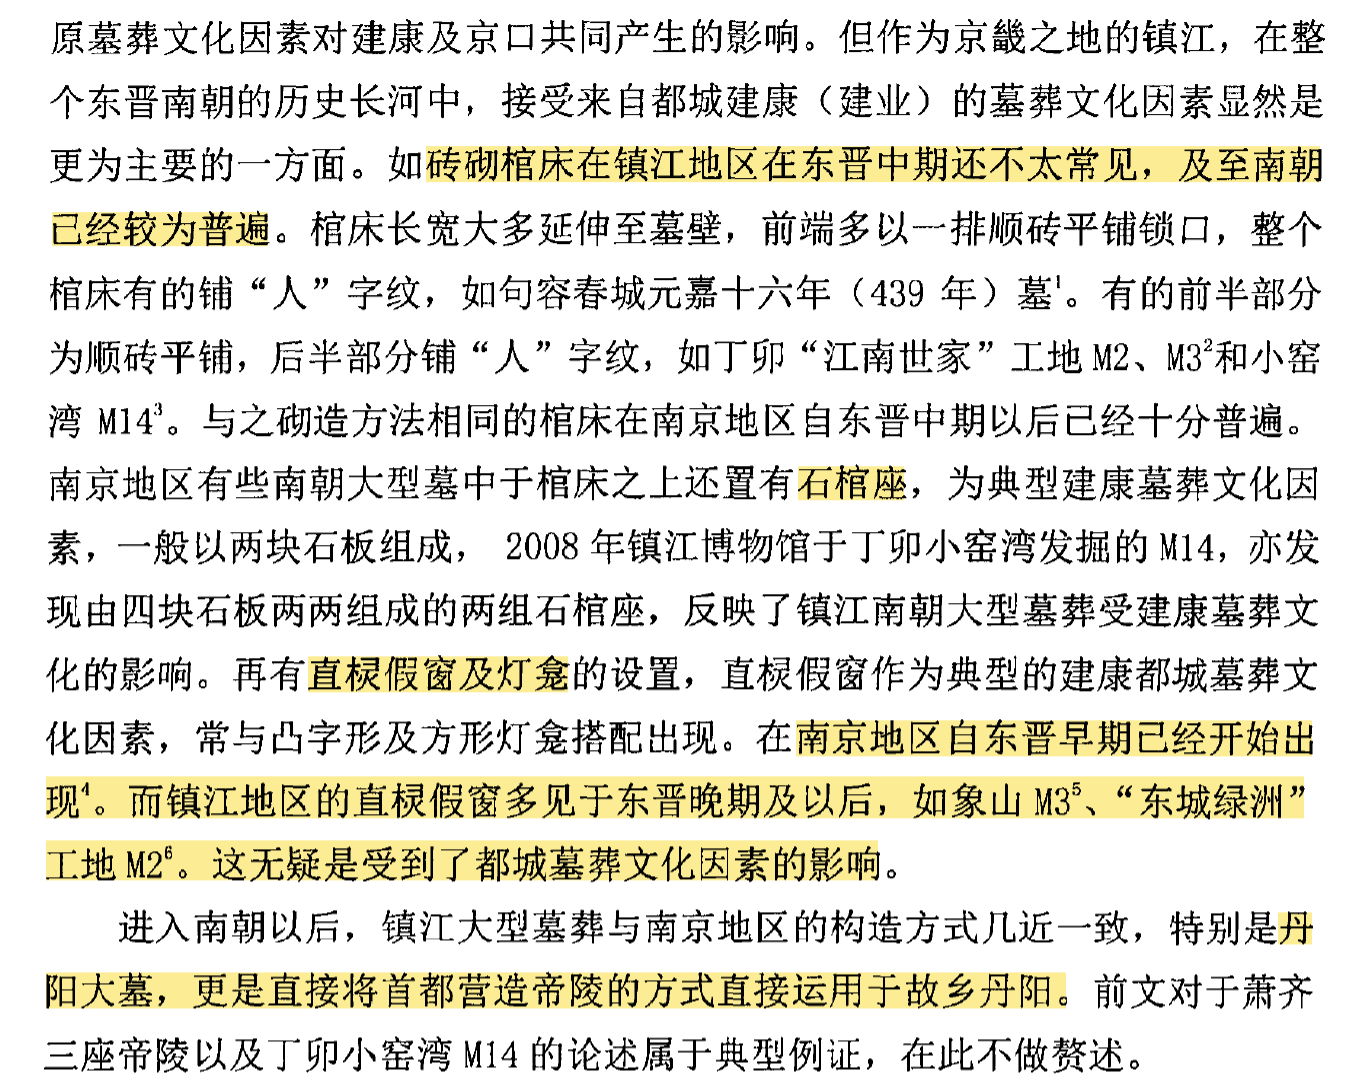 原墓葬文化因素对建康及京口共同产生的影响。但作为京畿之地的镇江，在整
个东晋南朝的历史长河中，接受来自都城建康（建业）的墓葬文化因素显然是
更为主要的一方面。如砖砌棺床在镇江地区在东晋中期还不太常见，及至南朝
已经较为普遍。棺床长宽大多延伸至墓壁，前端多以一排顺砖平铺锁口，整个
棺床有的铺“人”字纹，如句容春城元嘉十六年（439 年）墓¹。有的前半部分
为顺砖平铺，后半部分铺“人”字纹，如丁卯“江南世家”工地 M2、M3²和小窑
湾 M14³。与之砌造方法相同的棺床在南京地区自东晋中期以后已经十分普遍。
南京地区有些南朝大型墓中于棺床之上还置有石棺座，为典型建康墓葬文化因
素，一般以两块石板组成， 2008 年镇江博物馆于丁卯小窑湾发掘的 M14，亦发
现由四块石板两两组成的两组石棺座，反映了镇江南朝大型墓葬受建康墓葬文
化的影响。再有直棂假窗及灯龛的设置，直棂假窗作为典型的建康都城墓葬文
化因素，常与凸字形及方形灯龛搭配出现。在南京地区自东晋早期已经开始出
现⁴。而镇江地区的直棂假窗多见于东晋晚期及以后，如象山 M3⁵、“东城绿洲”
工地 M2⁶。这无疑是受到了都城墓葬文化因素的影响。
进入南朝以后，镇江大型墓葬与南京地区的构造方式几近一致，特别是丹
阳大墓，更是直接将首都营造帝陵的方式直接运用于故乡丹阳。前文对于萧齐
三座帝陵以及丁卯小窑湾 M14 的论述属于典型例证，在此不做赘述。